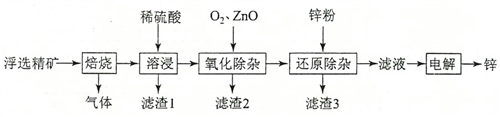 稀硫酸 O₂、ZnO 锌粉
浮选精矿 焙烧 溶浸 氧化除杂 还原除杂 滤液 电解 锌
气体 滤渣1 滤渣2 滤渣3